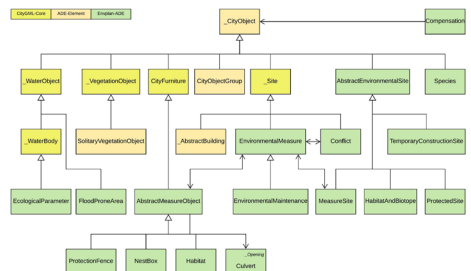 CityGML-Core ADE-Element Enviplan-ADE
_CityObject Compensation
_WaterObject _VegetationObject CityFurniture CityObjectGroup _Site AbstractEnvironmentalSite Species
_WaterBody SolitaryVegetationObject _AbstractBuilding EnvironmentalMeasure Conflict TemporaryConstructionSite
EcologicalParameter FloodProneArea AbstractMeasureObject EnvironmentalMaintenance MeasureSite HabitatAndBiotope ProtectedSite
_Opening
ProtectionFence NestBox Habitat Culvert